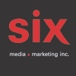 six
media + marketing inc.